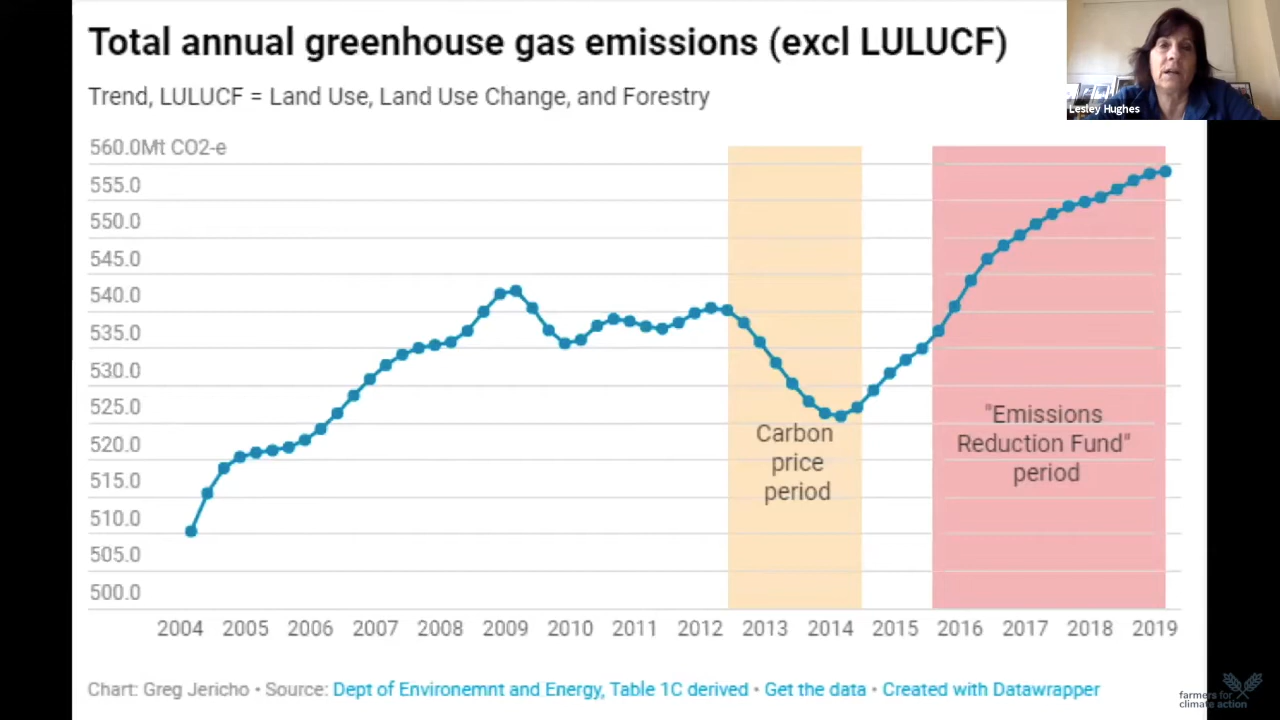 Total annual greenhouse gas emissions (excl LULUCF)
Lesley Hughes
Trend, LULUCF = Land Use, Land Use Change, and Forestry
560.0Mt CO2-e
555.0
550.0
545.0
540.0
535.0
530.0
525.0
520.0
515.0
510.0
505.0
500.0
Carbon
price
period
"Emissions
Reduction Fund"
period
2004 2005 2006 2007 2008 2009 2010 2011 2012 2013 2014 2015 2016 2017 2018 2019
Chart: Greg Jericho • Source: Dept of Environemnt and Energy, Table 1C derived • Get the data • Created with Datawrapper
farmers for
climate action